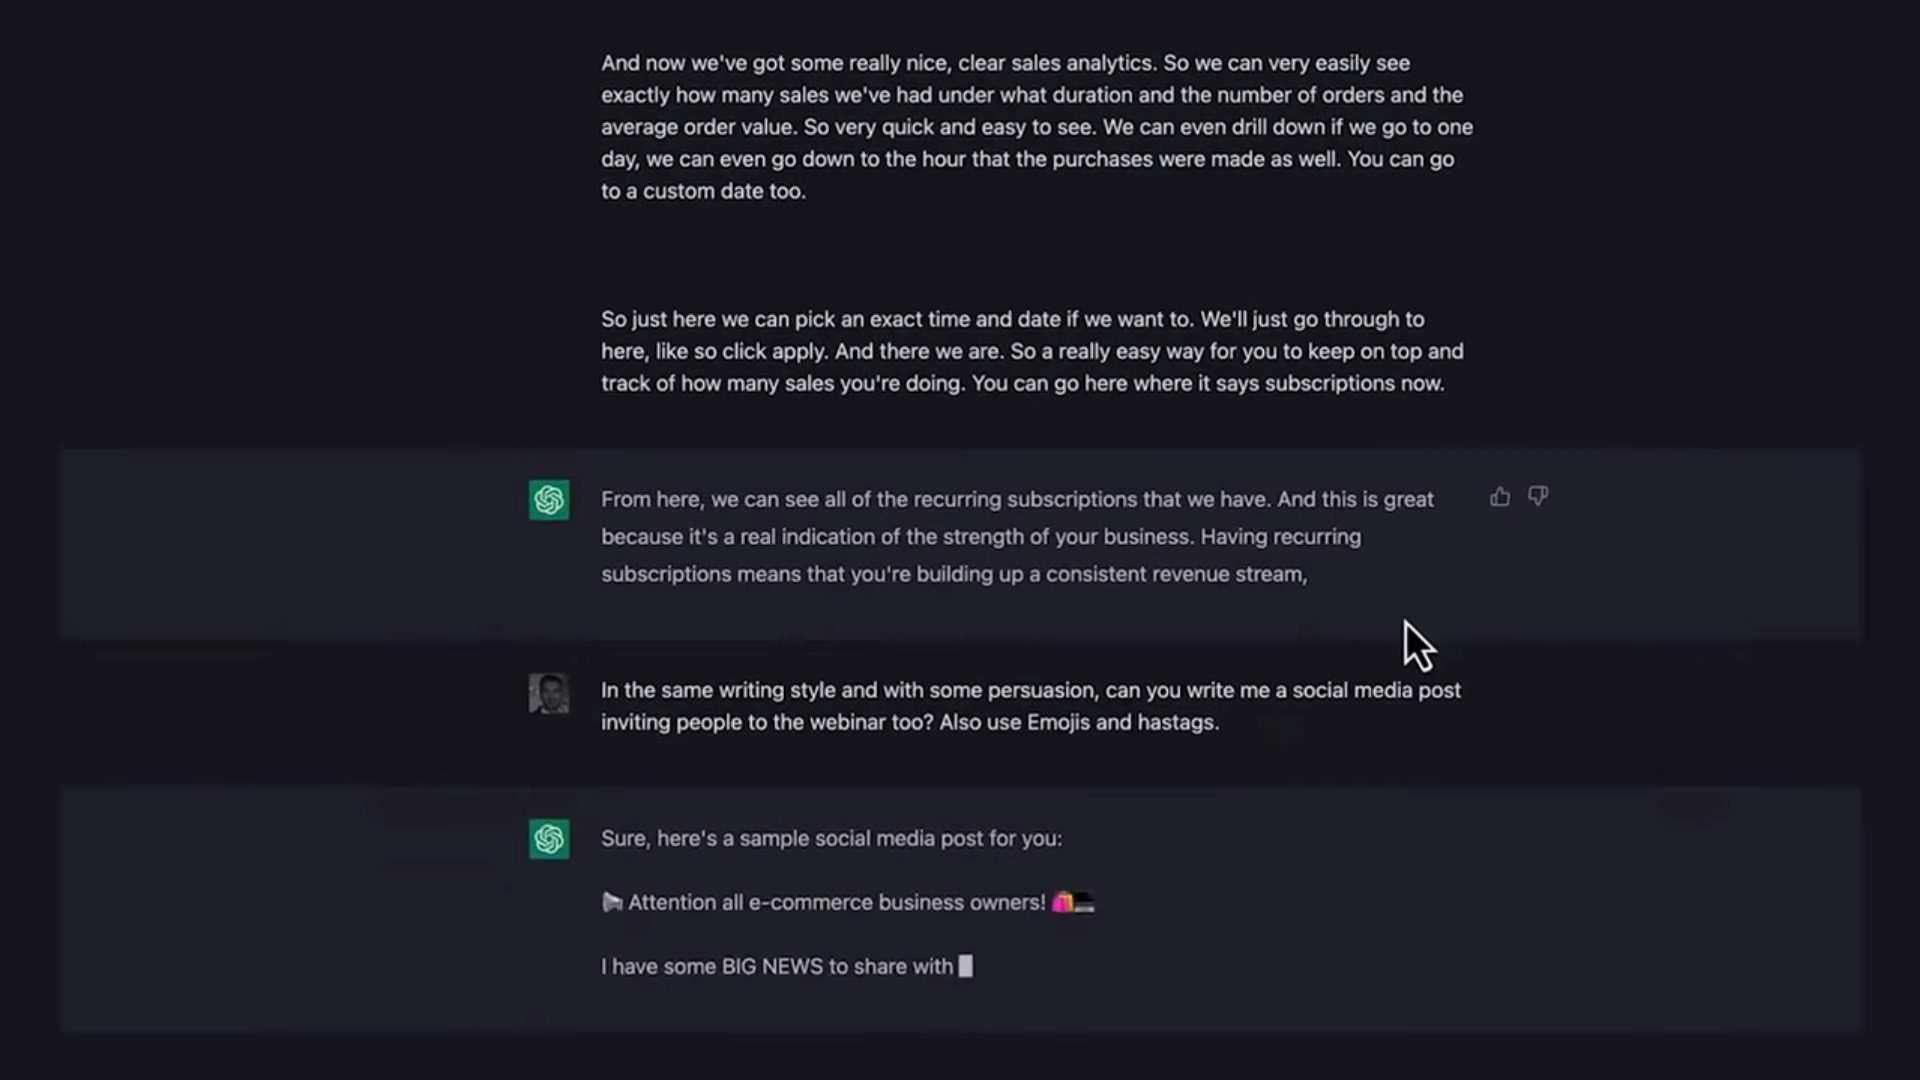 And now we've got some really nice, clear sales analytics. So we can very easily see
exactly how many sales we've had under what duration and the number of orders and the
average order value. So very quick and easy to see. We can even drill down if we go to one
day, we can even go down to the hour that the purchases were made as well. You can go
to a custom date too.
So just here we can pick an exact time and date if we want to. We'll just go through to
here, like so click apply. And there we are. So a really easy way for you to keep on top and
track of how many sales you're doing. You can go here where it says subscriptions now.
From here, we can see all of the recurring subscriptions that we have. And this is great
because it's a real indication of the strength of your business. Having recurring
subscriptions means that you're building up a consistent revenue stream,
In the same writing style and with some persuasion, can you write me a social media post
inviting people to the webinar too? Also use Emojis and hastags.
Sure, here's a sample social media post for you:
📢 Attention all e-commerce business owners! 🛍️💻
I have some BIG NEWS to share with